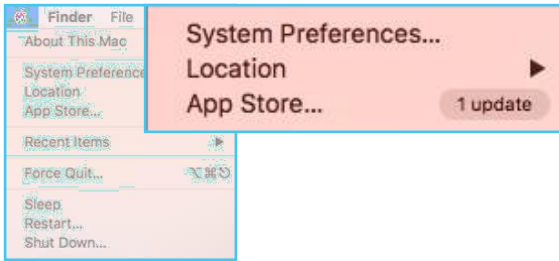 Finder File
About This Mac
System Preference
Location
App Store...
Recent Items
Force Quit... ⌥⌘⎋
Sleep
Restart...
Shut Down...
System Preferences...
Location
App Store... 1 update